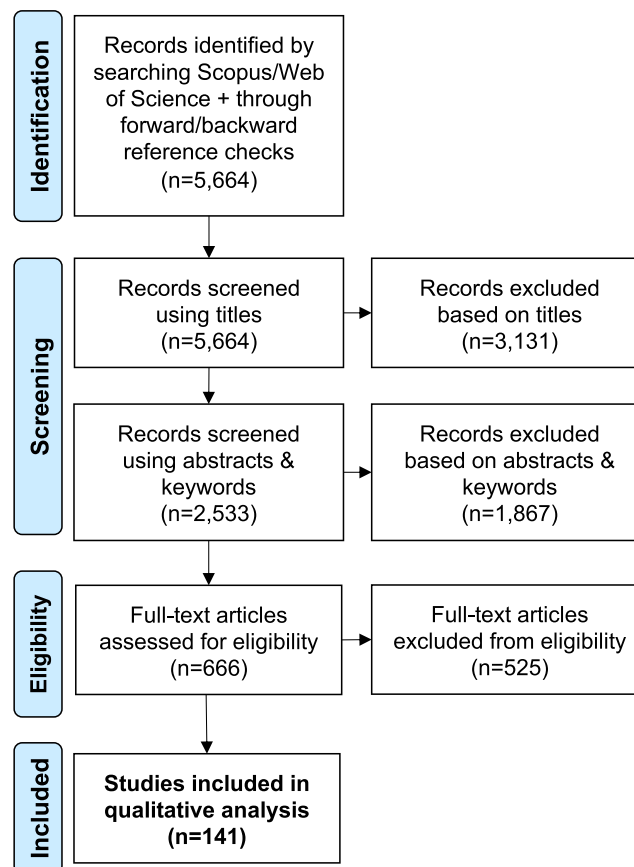 Identification
Records identified by
searching Scopus/Web
of Science + through
forward/backward
reference checks
(n=5,664)
Screening
Records screened
using titles
(n=5,664)
Records excluded
based on titles
(n=3,131)
Records screened
using abstracts &
keywords
(n=2,533)
Records excluded
based on abstracts &
keywords
(n=1,867)
Eligibility
Full-text articles
assessed for eligibility
(n=666)
Full-text articles
excluded from eligibility
(n=525)
Included
Studies included in
qualitative analysis
(n=141)